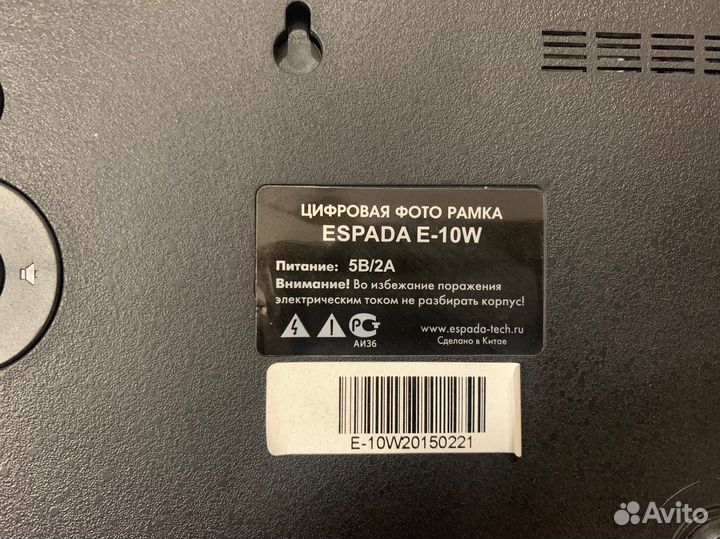 ЦИФРОВАЯ ФОТО РАМКА
ESPADA E-10W
Питание: 5В/2А
Внимание! Во избежание поражения
электрическим током не разбирать корпус!
АИ36
www.espada-tech.ru
Сделано в Китае
E-10W20150221
Avito